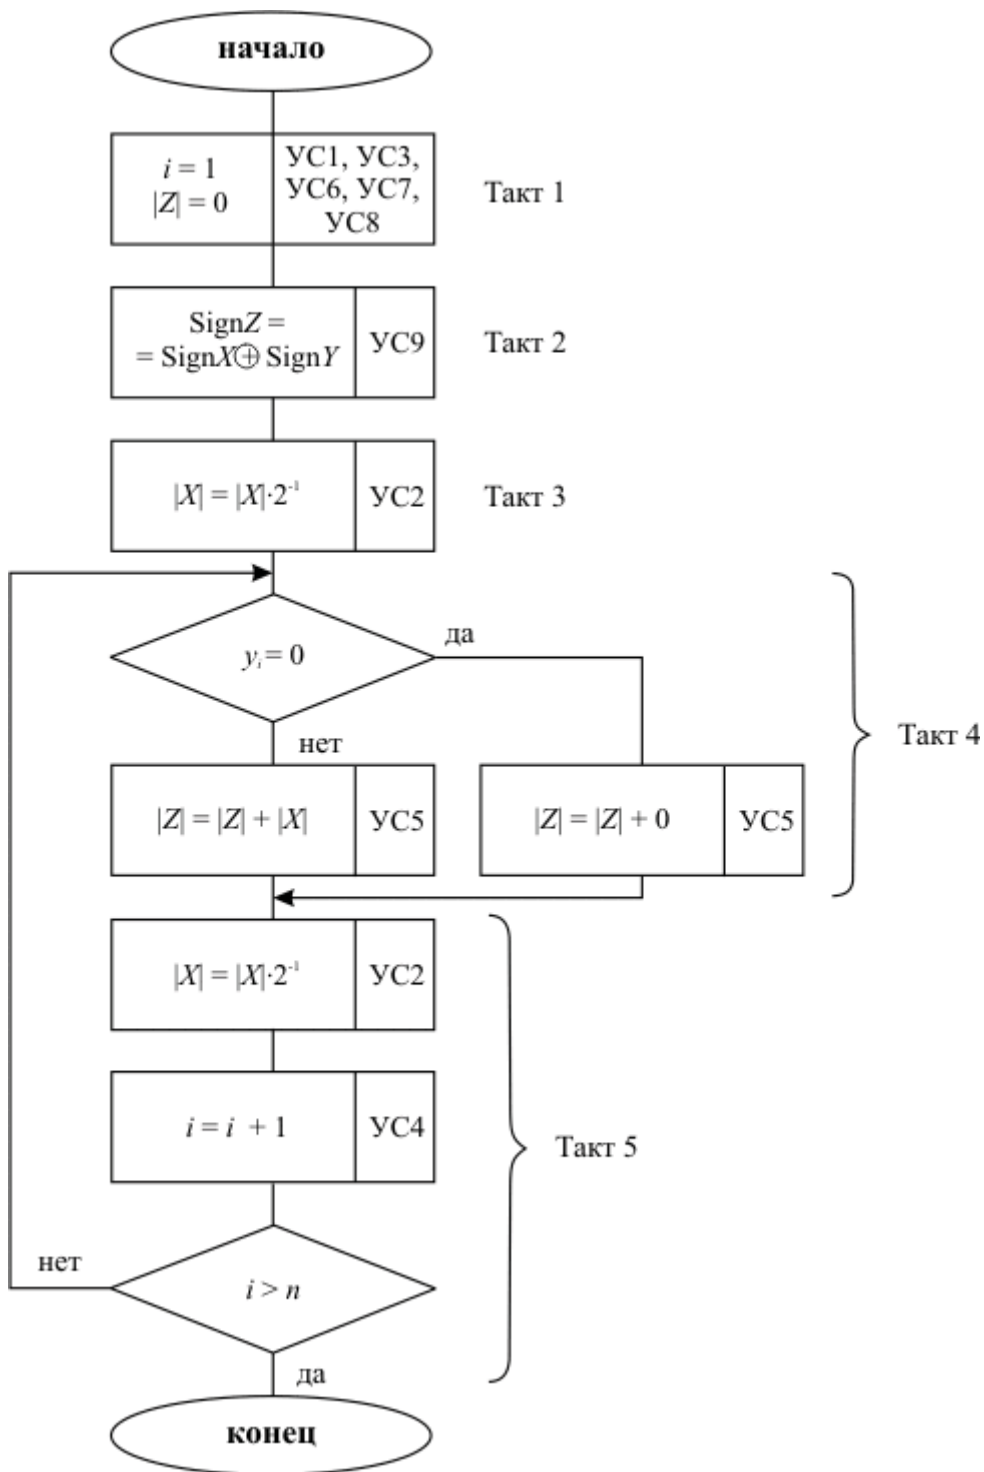 начало
i = 1
|Z| = 0
УС1, УС3,
УС6, УС7,
УС8
Такт 1
SignZ =
= SignX⊕SignY
УС9
Такт 2
|X| = |X|·2⁻¹
УС2
Такт 3
yᵢ = 0
да
нет
|Z| = |Z| + |X|
УС5
|Z| = |Z| + 0
УС5
Такт 4
|X| = |X|·2⁻¹
УС2
i = i + 1
УС4
Такт 5
нет
i > n
да
конец